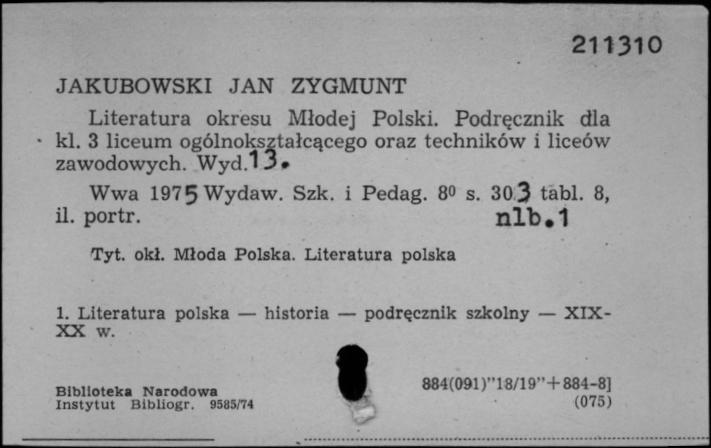 211310
JAKUBOWSKI JAN ZYGMUNT
Literatura okresu Młodej Polski. Podręcznik dla
kl. 3 liceum ogólnokształcącego oraz techników i liceów
zawodowych. Wyd.13.
Wwa 1975 Wydaw. Szk. i Pedag. 8⁰ s. 303 tabl. 8,
il. portr. nlb.1
Tyt. okł. Młoda Polska. Literatura polska
1. Literatura polska — historia — podręcznik szkolny — XIX-
XX w.
884(091)"18/19"+884-8]
(075)
Biblioteka Narodowa
Instytut Bibliogr. 9585/74